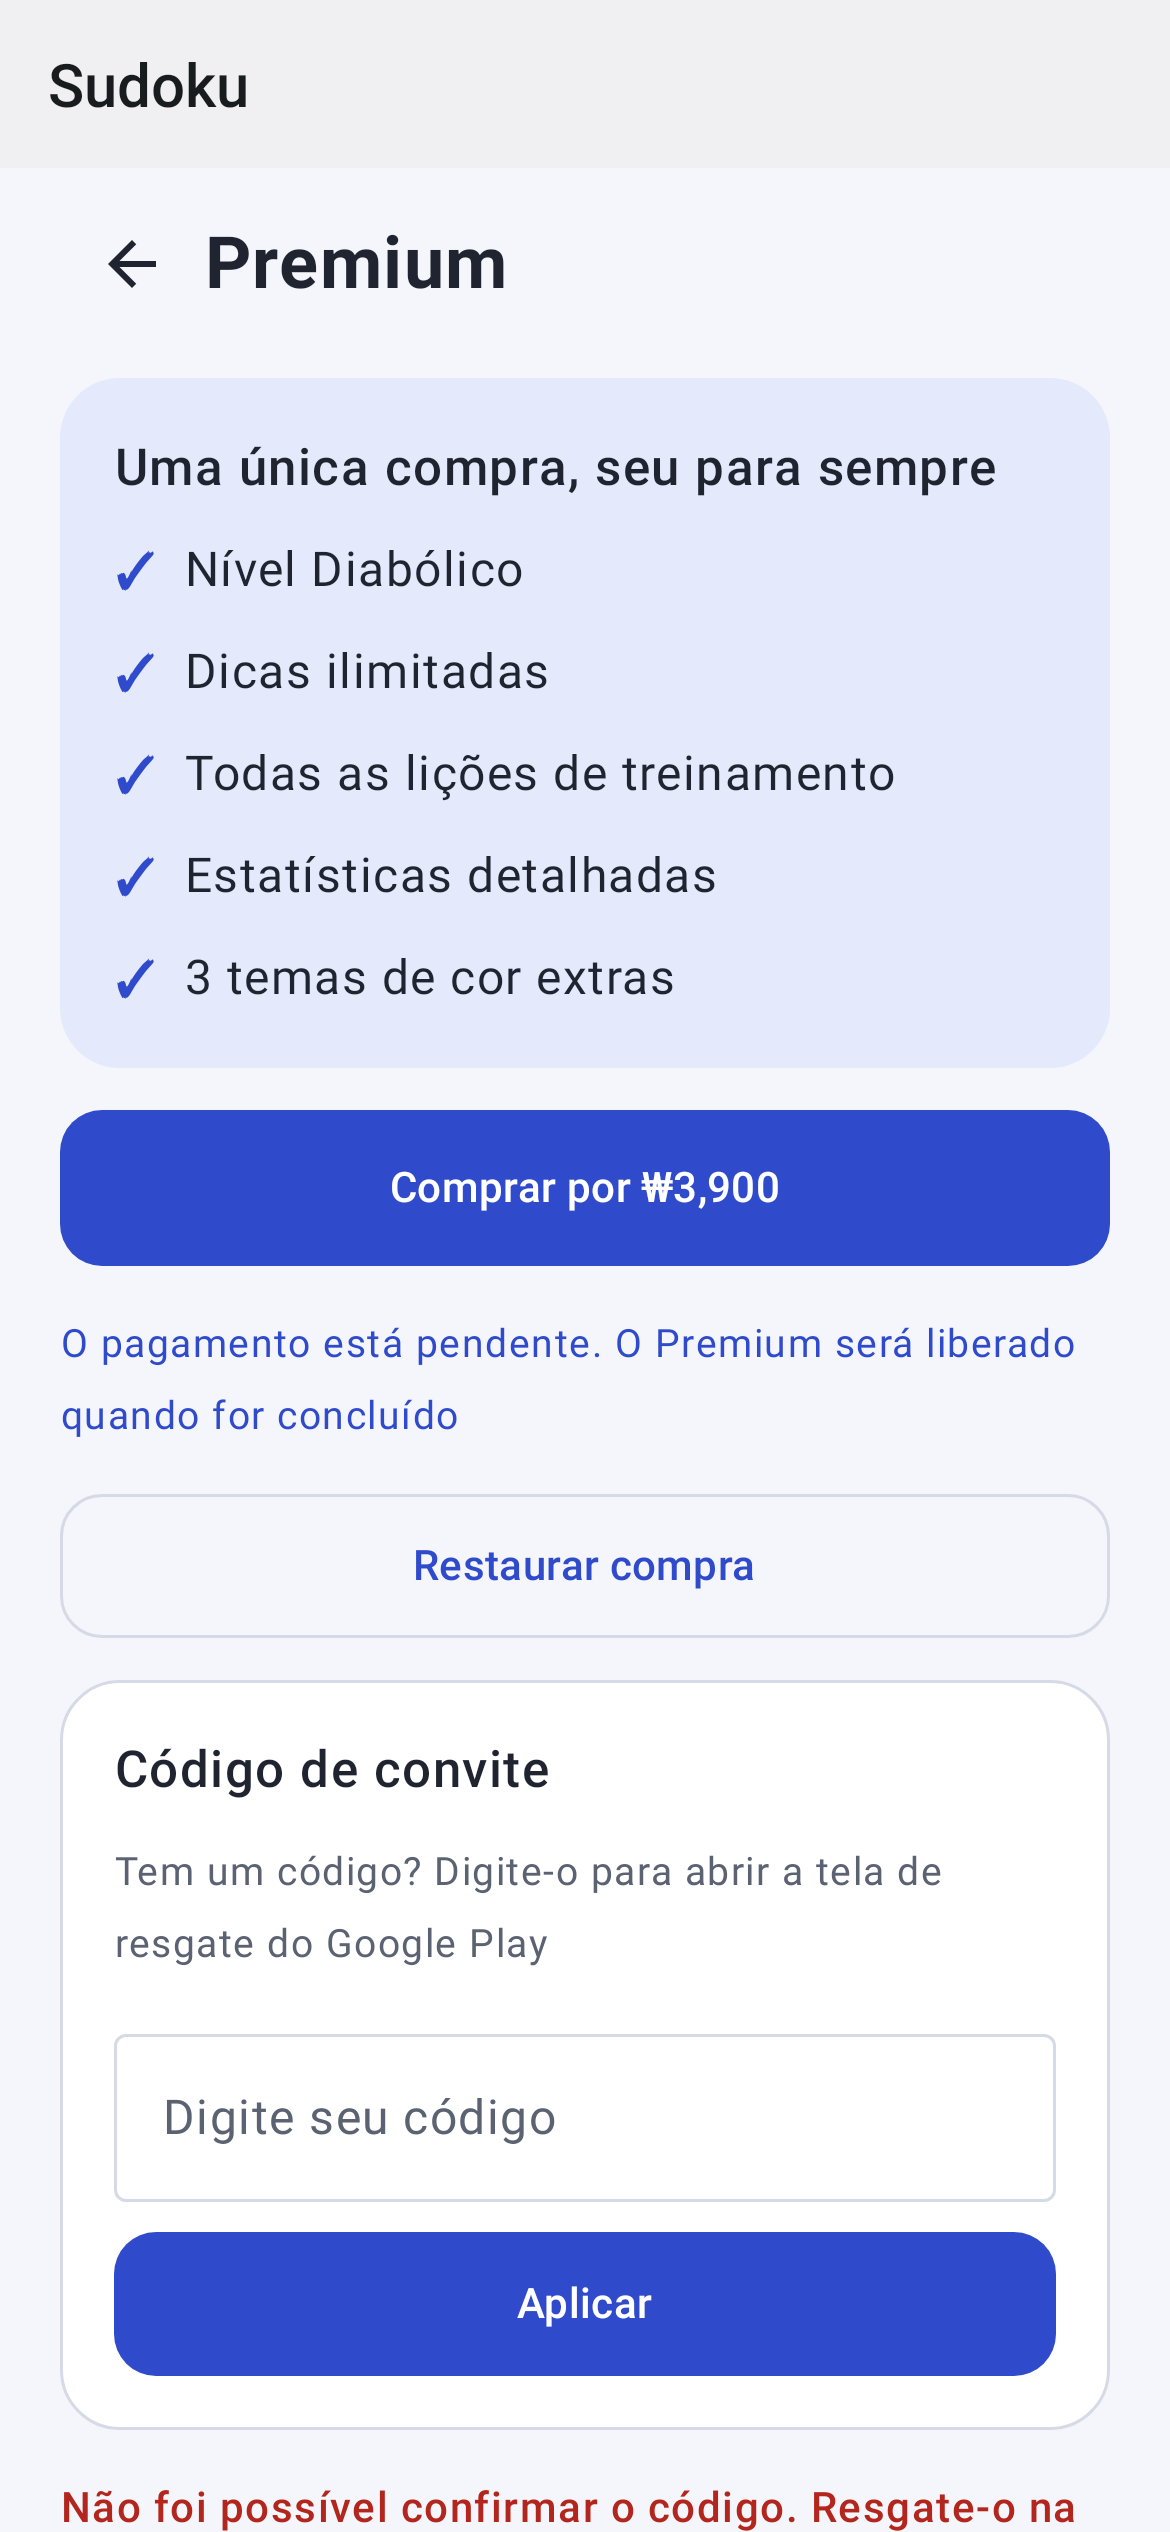 Sudoku
Premium
Uma única compra, seu para sempre
✓ Nível Diabólico
✓ Dicas ilimitadas
✓ Todas as lições de treinamento
✓ Estatísticas detalhadas
✓ 3 temas de cor extras
Comprar por ₩3,900
O pagamento está pendente. O Premium será liberado
quando for concluído
Restaurar compra
Código de convite
Tem um código? Digite-o para abrir a tela de
resgate do Google Play
Digite seu código
Aplicar
Não foi possível confirmar o código. Resgate-o na